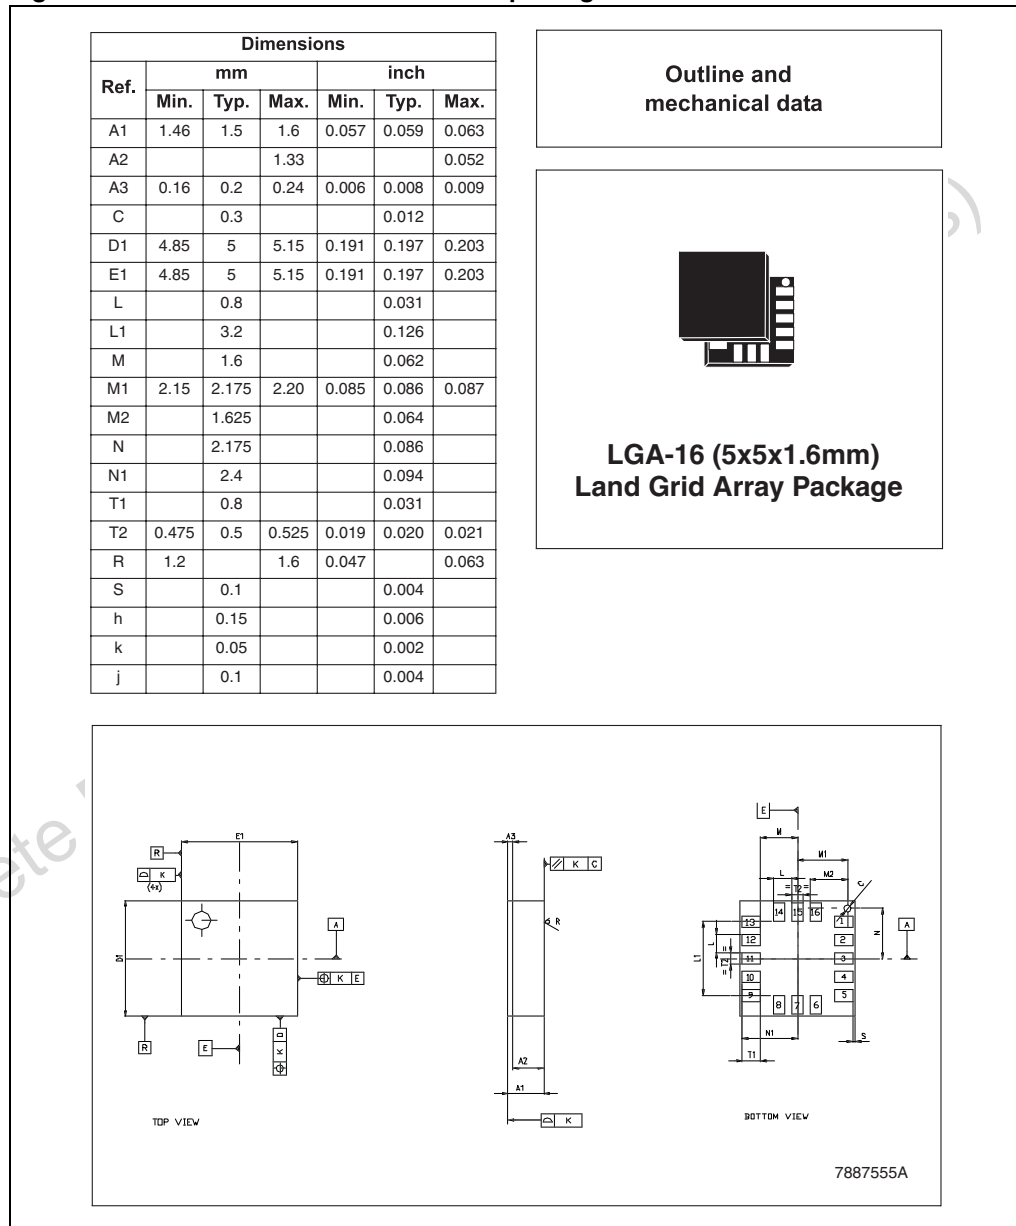 Dimensions
Ref. mm inch
Min. Typ. Max. Min. Typ. Max.
A1 1.46 1.5 1.6 0.057 0.059 0.063
A2 1.33 0.052
A3 0.16 0.2 0.24 0.006 0.008 0.009
C 0.3 0.012
D1 4.85 5 5.15 0.191 0.197 0.203
E1 4.85 5 5.15 0.191 0.197 0.203
L 0.8 0.031
L1 3.2 0.126
M 1.6 0.062
M1 2.15 2.175 2.20 0.085 0.086 0.087
M2 1.625 0.064
N 2.175 0.086
N1 2.4 0.094
T1 0.8 0.031
T2 0.475 0.5 0.525 0.019 0.020 0.021
R 1.2 1.6 0.047 0.063
S 0.1 0.004
h 0.15 0.006
k 0.05 0.002
j 0.1 0.004
Outline and
mechanical data
LGA-16 (5x5x1.6mm)
Land Grid Array Package
E1
R
K
(4x)
D1
A
K E
R
E
D
K
TOP VIEW
A3
K C
R
A2
A1
K
E
M
M1
L
M2
= T2 =
C
14 15 16
13
1
12
2
11
3
10
4
9
5
8 7 6
L1
L
= T2 =
N
A
N1
S
T1
BOTTOM VIEW
7887555A